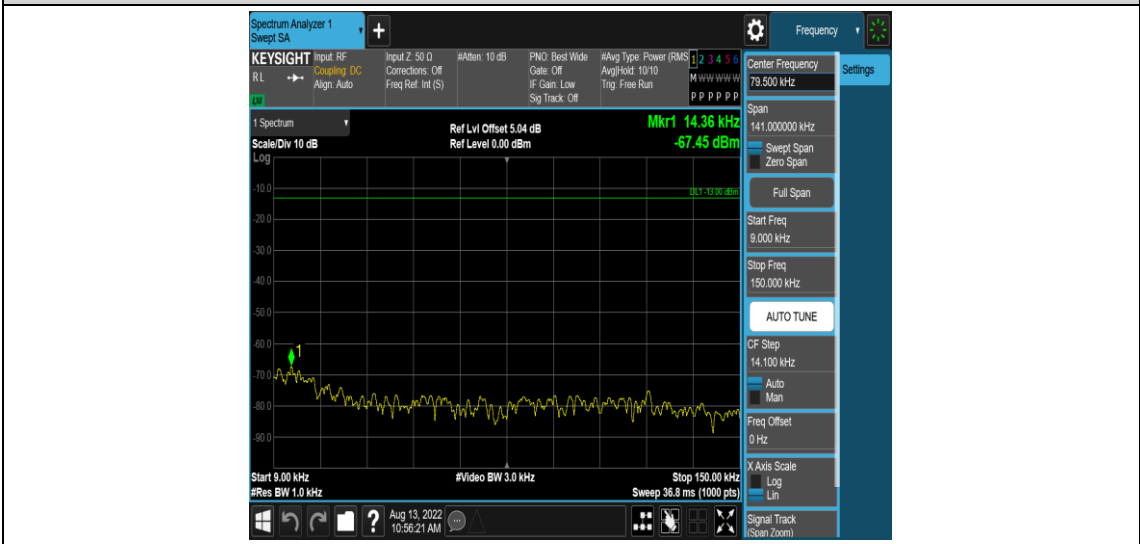 Spectrum Analyzer 1
Swept SA
+
Frequency
KEYSIGHT
RL
LXI
Input: RF
Coupling: DC
Align: Auto
Input Z: 50 Ω
Corrections: Off
Freq Ref: Int (S)
#Atten: 10 dB
PNO: Best Wide
Gate: Off
IF Gain: Low
Sig Track: Off
#Avg Type: Power (RMS
Avg|Hold: 10/10
Trig: Free Run
1 2 3 4 5 6
M W W W W W
P P P P P P
1 Spectrum
Scale/Div 10 dB
Log
Ref Lvl Offset 5.04 dB
Ref Level 0.00 dBm
Mkr1 14.36 kHz
-67.45 dBm
DL1 -13.00 dBm
-10.0
-20.0
-30.0
-40.0
-50.0
-60.0
-70.0
-80.0
-90.0
1
Start 9.00 kHz
#Res BW 1.0 kHz
#Video BW 3.0 kHz
Stop 150.00 kHz
Sweep 36.8 ms (1000 pts)
?
Aug 13, 2022
10:56:21 AM
Center Frequency
79.500 kHz
Settings
Span
141.000000 kHz
Swept Span
Zero Span
Full Span
Start Freq
9.000 kHz
Stop Freq
150.000 kHz
AUTO TUNE
CF Step
14.100 kHz
Auto
Man
Freq Offset
0 Hz
X Axis Scale
Log
Lin
Signal Track
(Span Zoom)